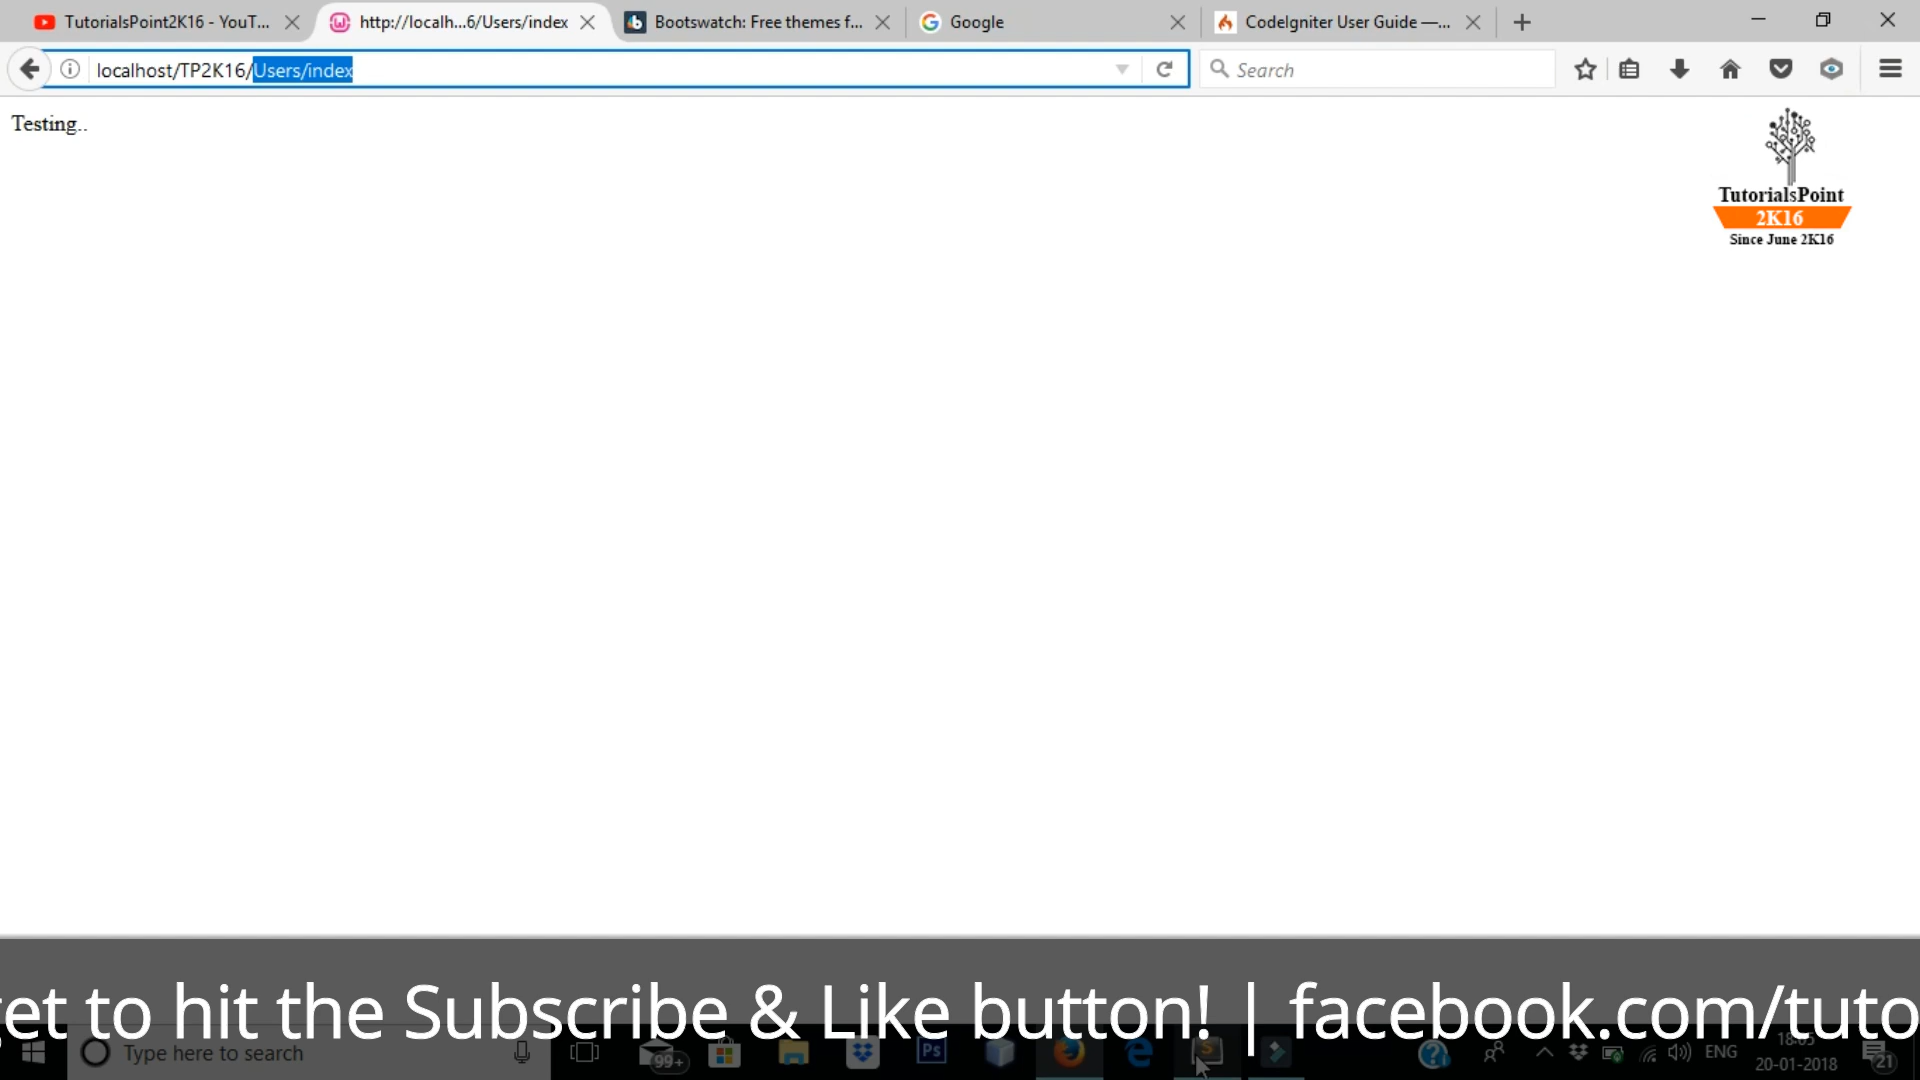 TutorialsPoint2K16 - YouT...
http://localh...6/Users/index
Bootswatch: Free themes f...
Google
CodeIgniter User Guide —...
localhost/TP2K16/Users/index
Search
Testing..
TutorialsPoint
2K16
Since June 2K16
get to hit the Subscribe & Like button! | facebook.com/tuto
Type here to search
99+
Ps
ENG
20-01-2018
21